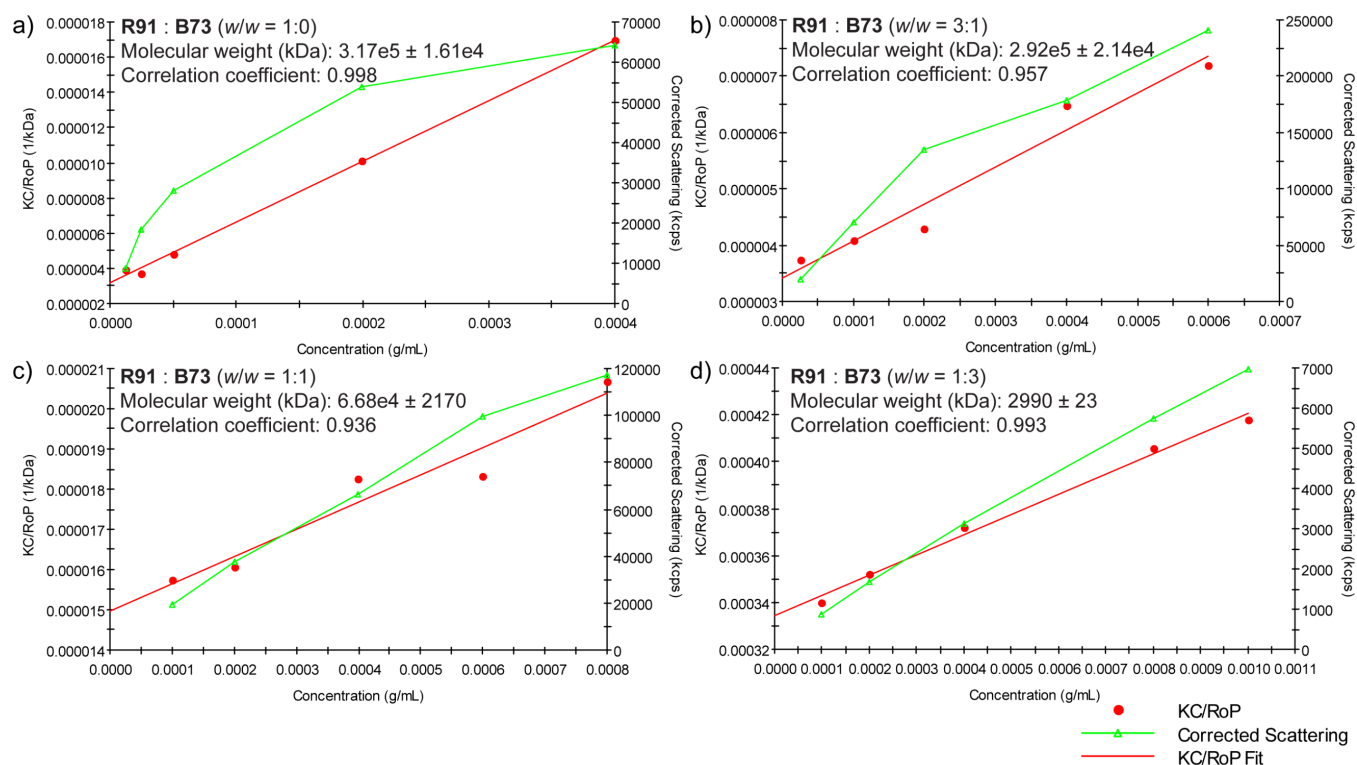 a)
R91 : B73 (w/w = 1:0)
Molecular weight (kDa): 3.17e5 ± 1.61e4
Correlation coefficient: 0.998
KC/RoP (1/kDa)
0.000018
0.000016
0.000014
0.000012
0.000010
0.000008
0.000006
0.000004
0.000002
70000
60000
50000
40000
30000
20000
10000
0
Corrected Scattering (kcps)
0.0000 0.0001 0.0002 0.0003 0.0004
Concentration (g/mL)
b)
R91 : B73 (w/w = 3:1)
Molecular weight (kDa): 2.92e5 ± 2.14e4
Correlation coefficient: 0.957
KC/RoP (1/kDa)
0.000008
0.000007
0.000006
0.000005
0.000004
0.000003
250000
200000
150000
100000
50000
0
Corrected Scattering (kcps)
0.0000 0.0001 0.0002 0.0003 0.0004 0.0005 0.0006 0.0007
Concentration (g/mL)
c)
R91 : B73 (w/w = 1:1)
Molecular weight (kDa): 6.68e4 ± 2170
Correlation coefficient: 0.936
KC/RoP (1/kDa)
0.000021
0.000020
0.000019
0.000018
0.000017
0.000016
0.000015
0.000014
120000
100000
80000
60000
40000
20000
0
Corrected Scattering (kcps)
0.0000 0.0001 0.0002 0.0003 0.0004 0.0005 0.0006 0.0007 0.0008
Concentration (g/mL)
d)
R91 : B73 (w/w = 1:3)
Molecular weight (kDa): 2990 ± 23
Correlation coefficient: 0.993
KC/RoP (1/kDa)
0.00044
0.00042
0.00040
0.00038
0.00036
0.00034
0.00032
7000
6000
5000
4000
3000
2000
1000
0
Corrected Scattering (kcps)
0.0000 0.0001 0.0002 0.0003 0.0004 0.0005 0.0006 0.0007 0.0008 0.0009 0.0010 0.0011
Concentration (g/mL)
KC/RoP
Corrected Scattering
KC/RoP Fit